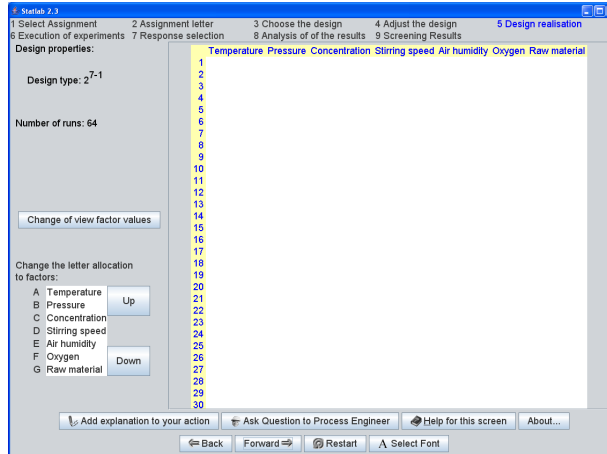 Statlab 2.3
1 Select Assignment 2 Assignment letter 3 Choose the design 4 Adjust the design 5 Design realisation
6 Execution of experiments 7 Response selection 8 Analysis of of the results 9 Screening Results
Design properties:
Temperature Pressure Concentration Stirring speed Air humidity Oxygen Raw material
Design type: 2^7-1
Number of runs: 64
1
2
3
4
5
6
7
8
9
10
11
12
13
14
15
16
17
18
19
20
21
22
23
24
25
26
27
28
29
30
Change of view factor values
Change the letter allocation
to factors:
A Temperature
B Pressure
C Concentration
D Stirring speed
E Air humidity
F Oxygen
G Raw material
Up
Down
Add explanation to your action Ask Question to Process Engineer Help for this screen About...
Back Forward Restart A Select Font